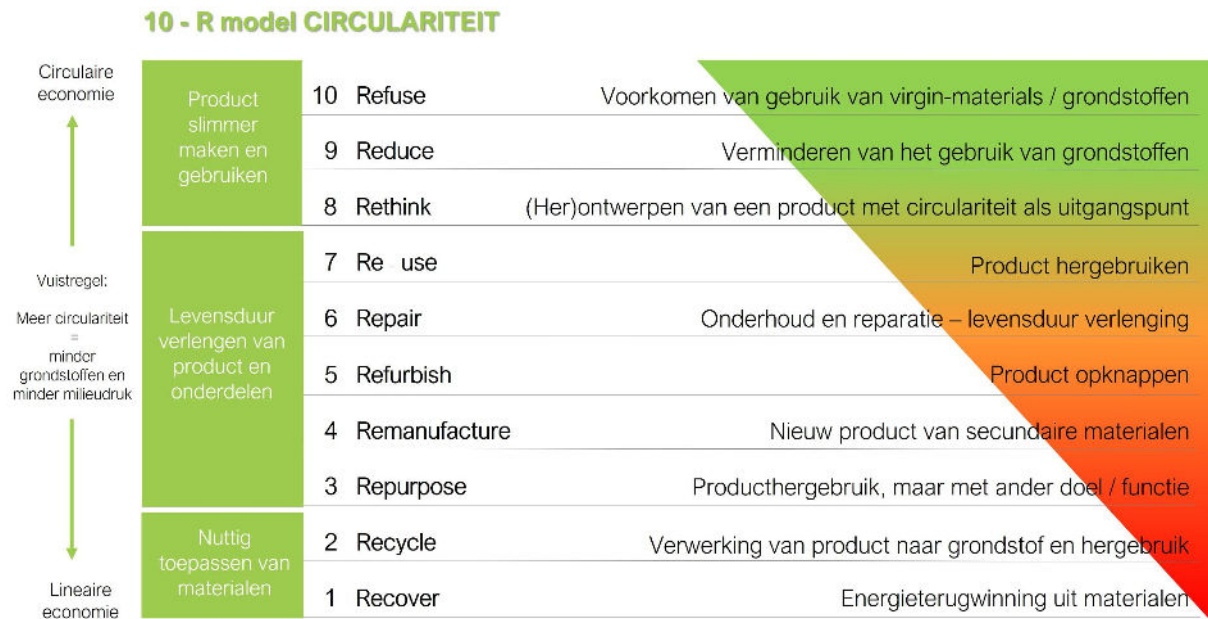 10 - R model CIRCULARITEIT
Circulaire
economie
Vuistregel:
Meer circulariteit
=
minder
grondstoffen en
minder milieudruk
Lineaire
economie
Product
slimmer
maken en
gebruiken
10 Refuse Voorkomen van gebruik van virgin-materials / grondstoffen
9 Reduce Verminderen van het gebruik van grondstoffen
8 Rethink (Her)ontwerpen van een product met circulariteit als uitgangspunt
Levensduur
verlengen van
product en
onderdelen
7 Re use Product hergebruiken
6 Repair Onderhoud en reparatie – levensduur verlenging
5 Refurbish Product opknappen
4 Remanufacture Nieuw product van secundaire materialen
3 Repurpose Producthergebruik, maar met ander doel / functie
Nuttig
toepassen van
materialen
2 Recycle Verwerking van product naar grondstof en hergebruik
1 Recover Energieterugwinning uit materialen